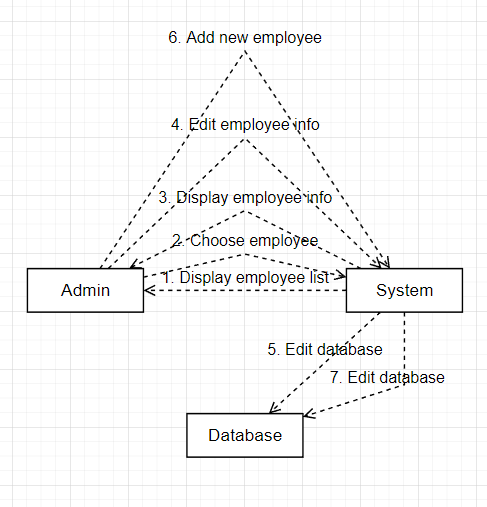 6. Add new employee
4. Edit employee info
3. Display employee info
2. Choose employee
1. Display employee list
Admin
System
5. Edit database
7. Edit database
Database